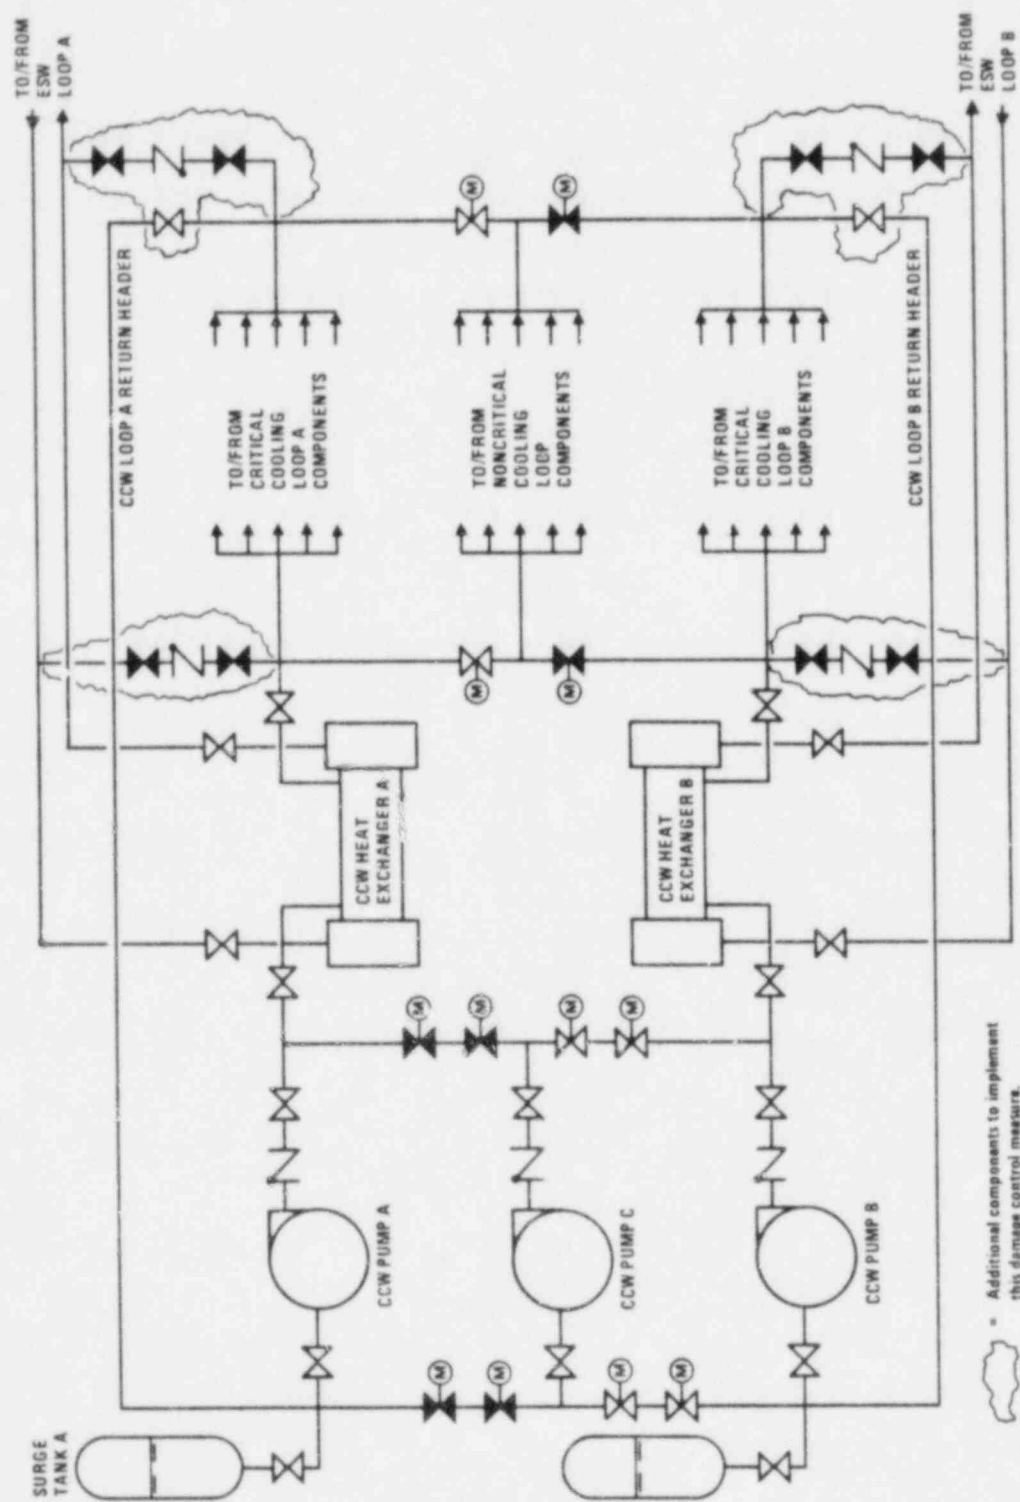 TO/FROM
ESW
LOOP A
CCW LOOP A RETURN HEADER
TO/FROM
CRITICAL
COOLING
LOOP A
COMPONENTS
M
M
TO/FROM
NONCRITICAL
COOLING
LOOP
COMPONENTS
TO/FROM
CRITICAL
COOLING
LOOP B
COMPONENTS
CCW LOOP B RETURN HEADER
TO/FROM
ESW
LOOP B
M
M
CCW HEAT
EXCHANGER A
CCW HEAT
EXCHANGER B
M
M
M
M
CCW PUMP A
CCW PUMP C
CCW PUMP B
M
M
M
M
SURGE
TANK A
= Additional components to implement
this damage control measure.